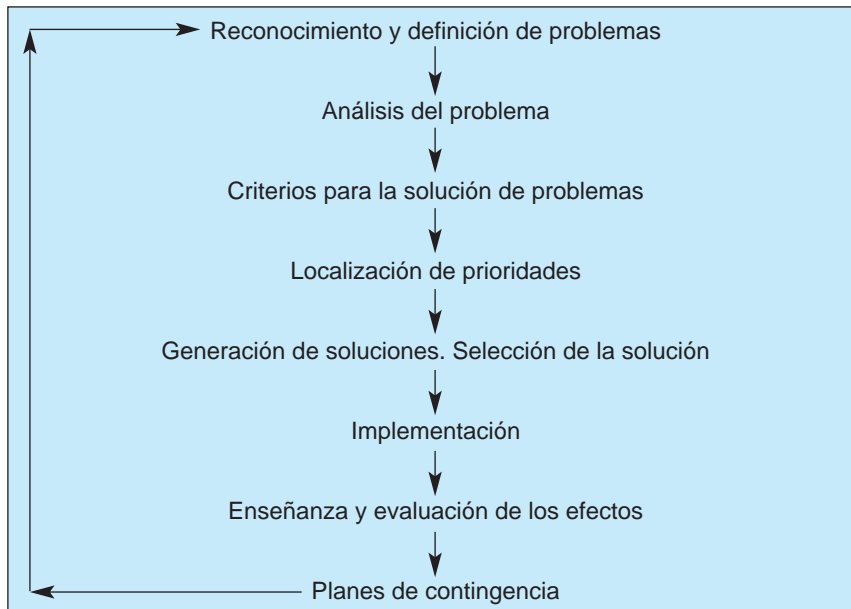 Reconocimiento y definición de problemas
Análisis del problema
Criterios para la solución de problemas
Localización de prioridades
Generación de soluciones. Selección de la solución
Implementación
Enseñanza y evaluación de los efectos
Planes de contingencia